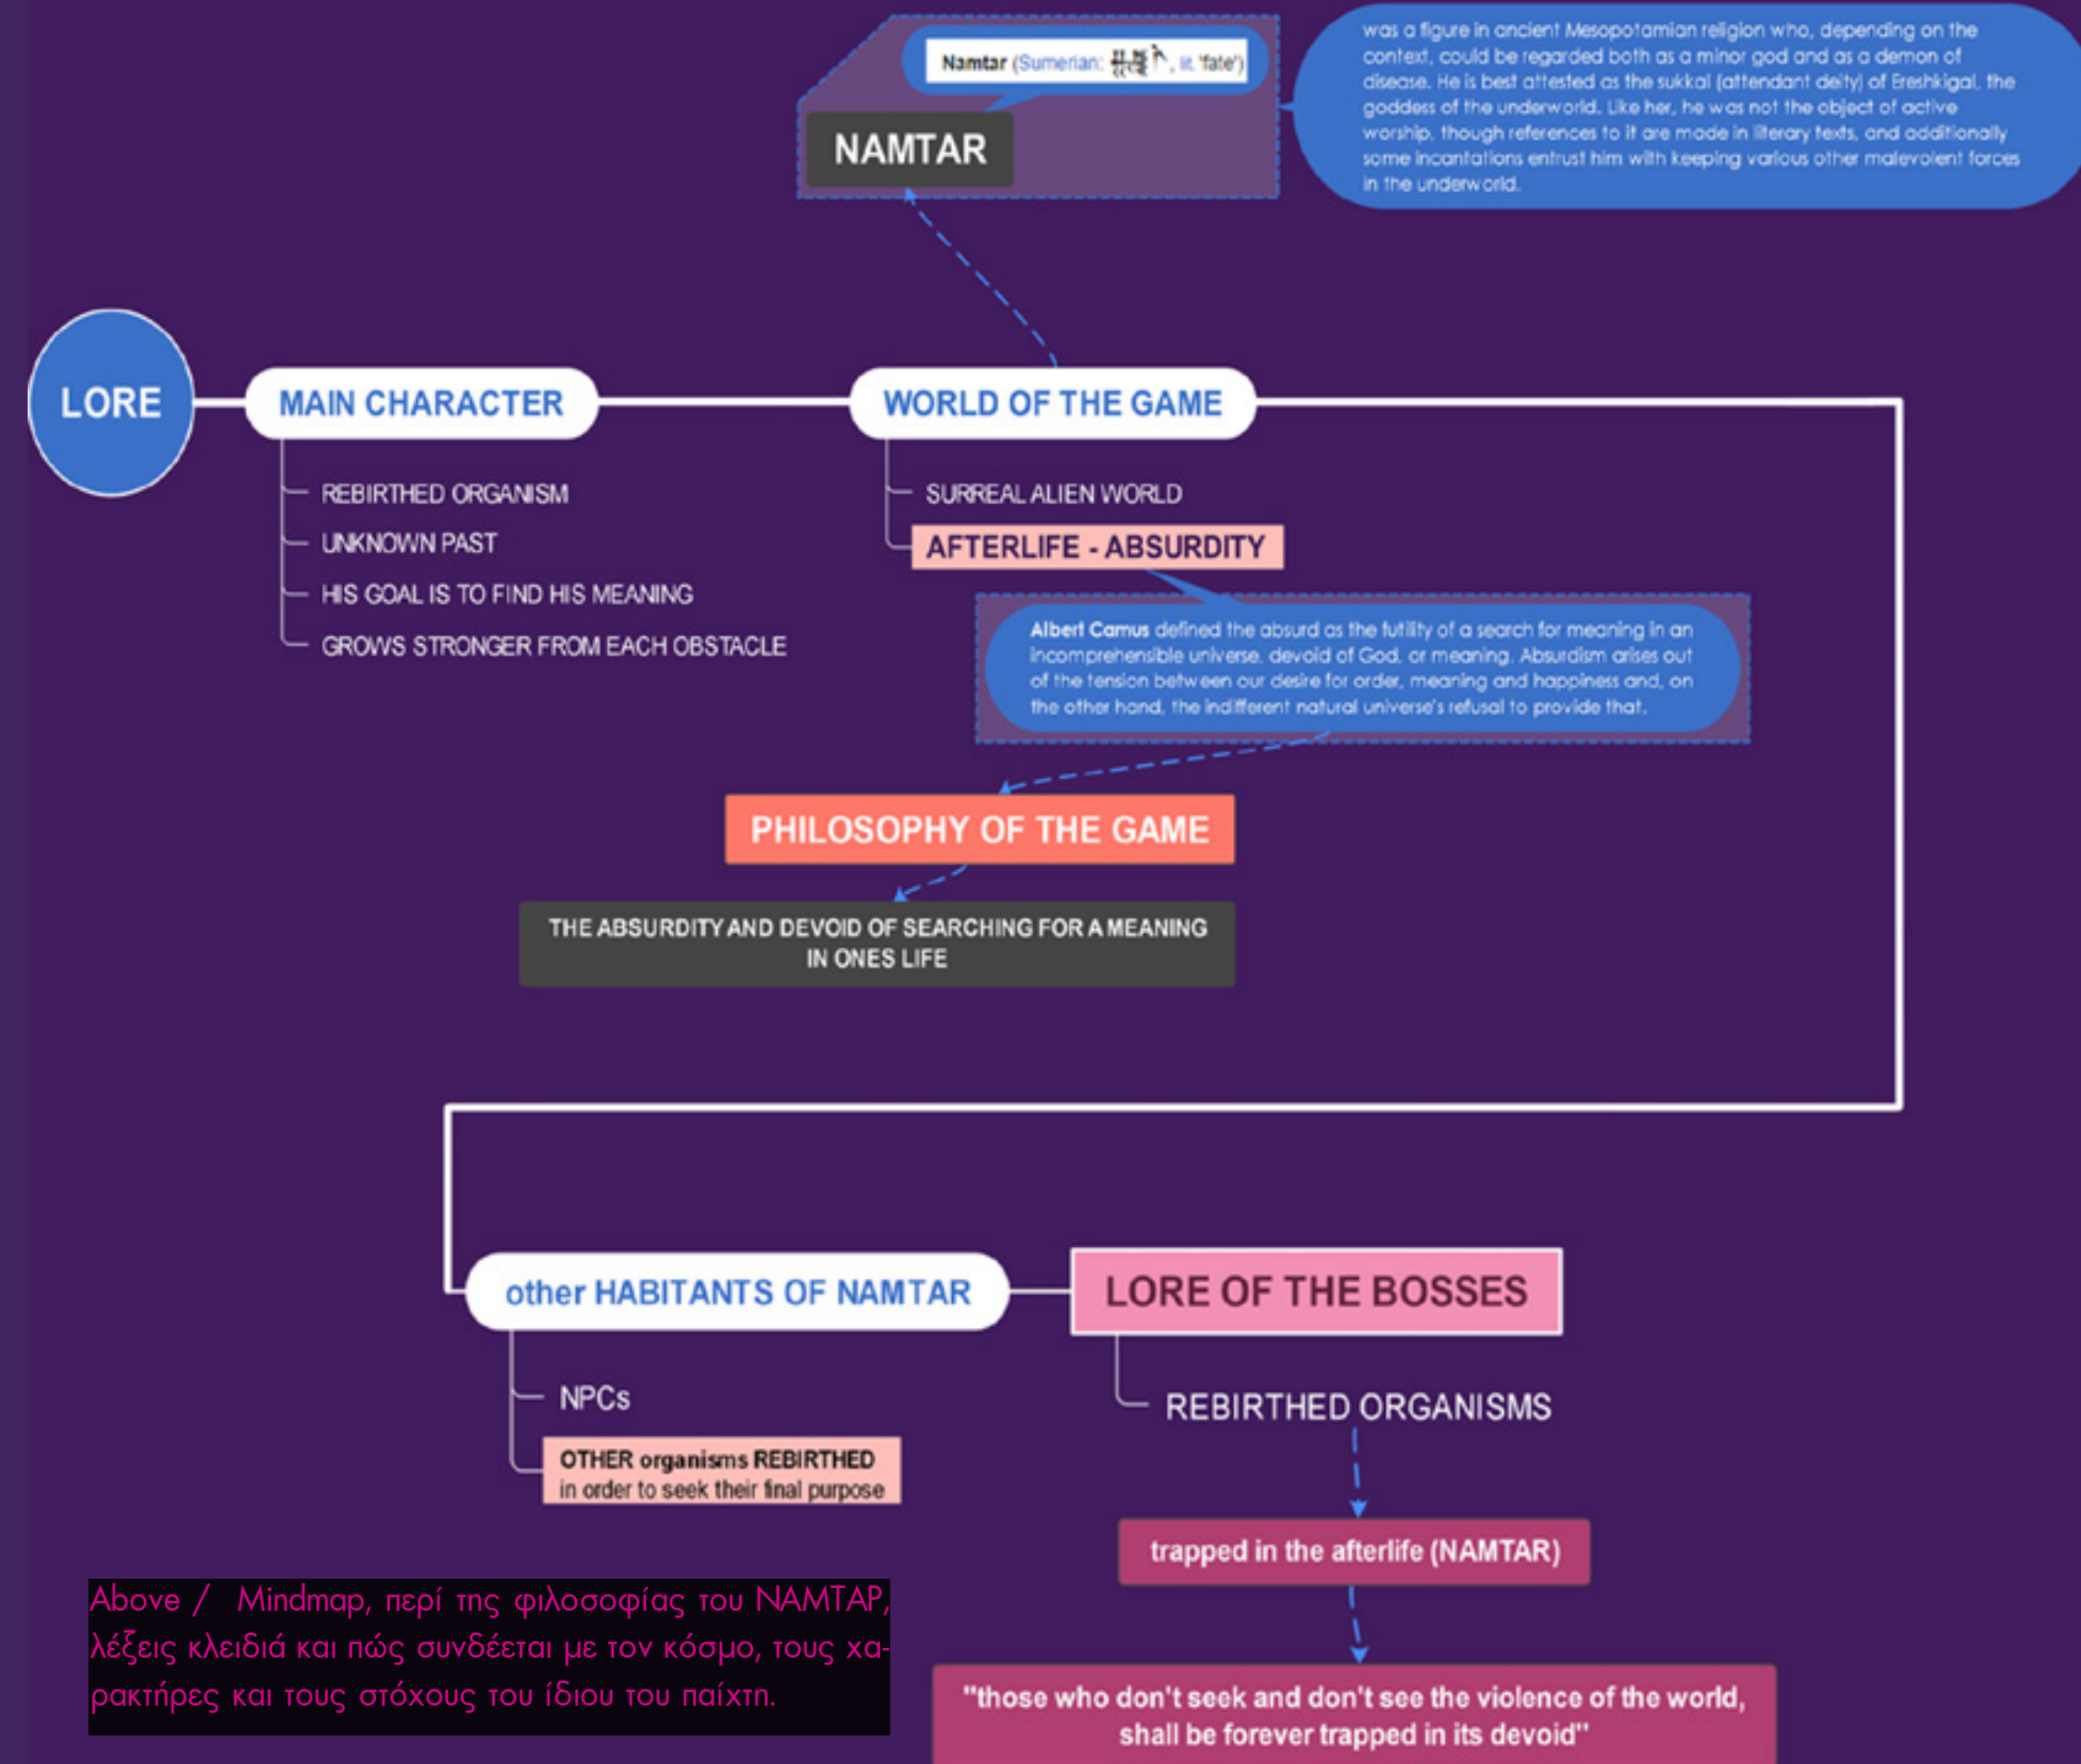 was a figure in ancient Mesopotamian religion who, depending on the
context, could be regarded both as a minor god and as a demon of
disease. He is best attested as the sukkal (attendant deity) of Ereshkigal, the
goddess of the underworld. Like her, he was not the object of active
worship, though references to it are made in literary texts, and additionally
some incantations entrust him with keeping various other malevolent forces
in the underworld.
Namtar (Sumerian: , lit. 'fate')
NAMTAR
LORE
MAIN CHARACTER
REBIRTHED ORGANISM
UNKNOWN PAST
HIS GOAL IS TO FIND HIS MEANING
GROWS STRONGER FROM EACH OBSTACLE
WORLD OF THE GAME
SURREAL ALIEN WORLD
AFTERLIFE - ABSURDITY
Albert Camus defined the absurd as the futility of a search for meaning in an
incomprehensible universe, devoid of God, or meaning. Absurdism arises out
of the tension between our desire for order, meaning and happiness and, on
the other hand, the indifferent natural universe's refusal to provide that.
PHILOSOPHY OF THE GAME
THE ABSURDITY AND DEVOID OF SEARCHING FOR A MEANING
IN ONES LIFE
other HABITANTS OF NAMTAR
NPCs
OTHER organisms REBIRTHED
in order to seek their final purpose
LORE OF THE BOSSES
REBIRTHED ORGANISMS
trapped in the afterlife (NAMTAR)
"those who don't seek and don't see the violence of the world,
shall be forever trapped in its devoid"
Above / Mindmap, περί της φιλοσοφίας του ΝΑΜΤΑΡ,
λέξεις κλειδιά και πώς συνδέεται με τον κόσμο, τους χα-
ρακτήρες και τους στόχους του ίδιου του παίχτη.